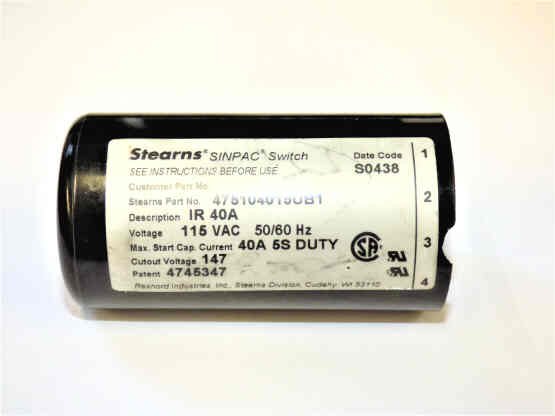 Stearns® SINPAC® Switch
Date Code
SEE INSTRUCTIONS BEFORE USE
S0438
Customer Part No.
Stearns Part No. 475104015UB1
Description IR 40A
Voltage 115 VAC 50/60 Hz
Max. Start Cap. Current 40A 5S DUTY
Cutout Voltage 147
Patent 4745347
Rexnord Industries, Inc., Stearns Division, Cudahy, WI 53110
1
2
3
4
SA